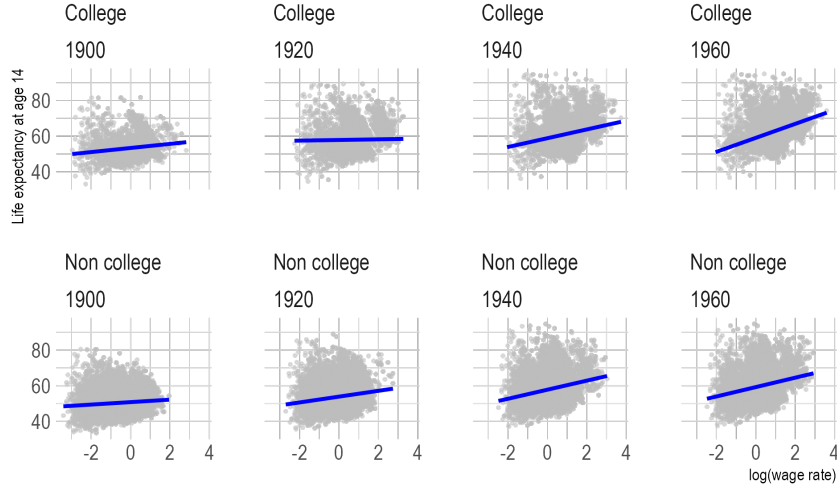 College College College College
1900 1920 1940 1960
Life expectancy at age 14
80
60
40
Non college Non college Non college Non college
1900 1920 1940 1960
80
60
40
-2 0 2 4 -2 0 2 4 -2 0 2 4 -2 0 2 4
log(wage rate)